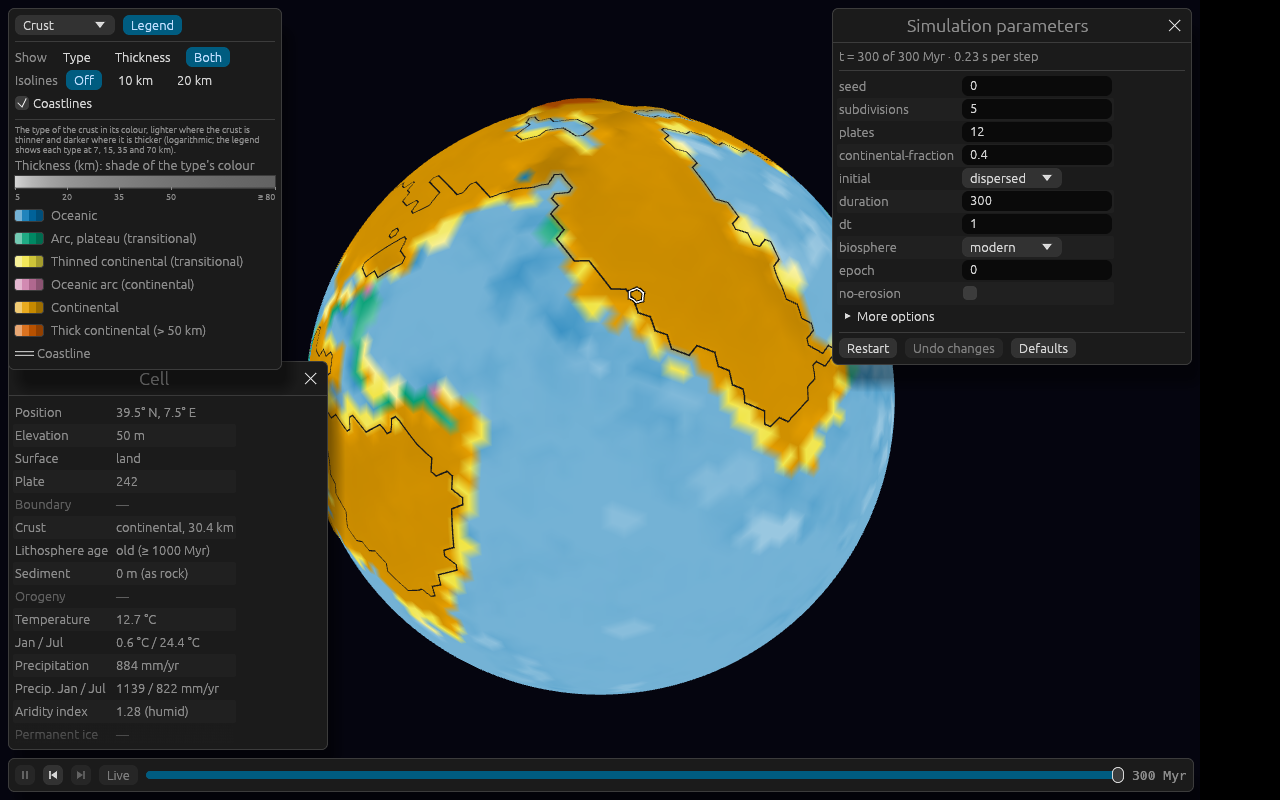 Crust
Legend
Show Type Thickness Both
Isolines Off 10 km 20 km
Coastlines
The type of the crust in its colour, lighter where the crust is
thinner and darker where it is thicker (logarithmic; the legend
shows each type at 7, 15, 35 and 70 km).
Thickness (km): shade of the type's colour
5 20 35 50 ≥ 80
Oceanic
Arc, plateau (transitional)
Thinned continental (transitional)
Oceanic arc (continental)
Continental
Thick continental (> 50 km)
Coastline
Cell
Position 39.5° N, 7.5° E
Elevation 50 m
Surface land
Plate 242
Boundary —
Crust continental, 30.4 km
Lithosphere age old (≥ 1000 Myr)
Sediment 0 m (as rock)
Orogeny —
Temperature 12.7 °C
Jan / Jul 0.6 °C / 24.4 °C
Precipitation 884 mm/yr
Precip. Jan / Jul 1139 / 822 mm/yr
Aridity index 1.28 (humid)
Permanent ice —
Simulation parameters
t = 300 of 300 Myr · 0.23 s per step
seed 0
subdivisions 5
plates 12
continental-fraction 0.4
initial dispersed
duration 300
dt 1
biosphere modern
epoch 0
no-erosion
More options
Restart Undo changes Defaults
Live 300 Myr